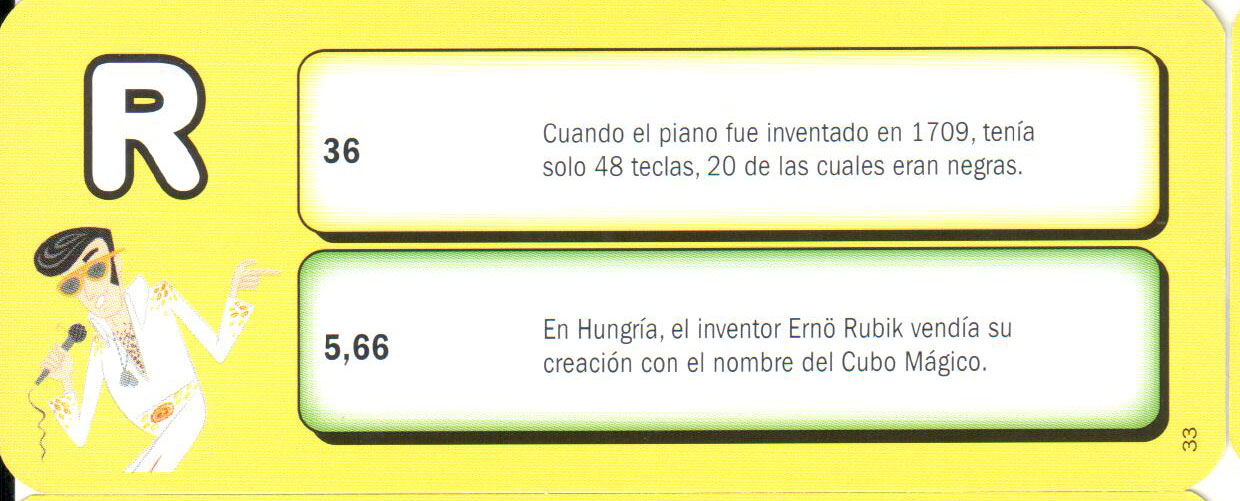 R
36
Cuando el piano fue inventado en 1709, tenía
solo 48 teclas, 20 de las cuales eran negras.
5,66
En Hungría, el inventor Ernö Rubik vendía su
creación con el nombre del Cubo Mágico.
33